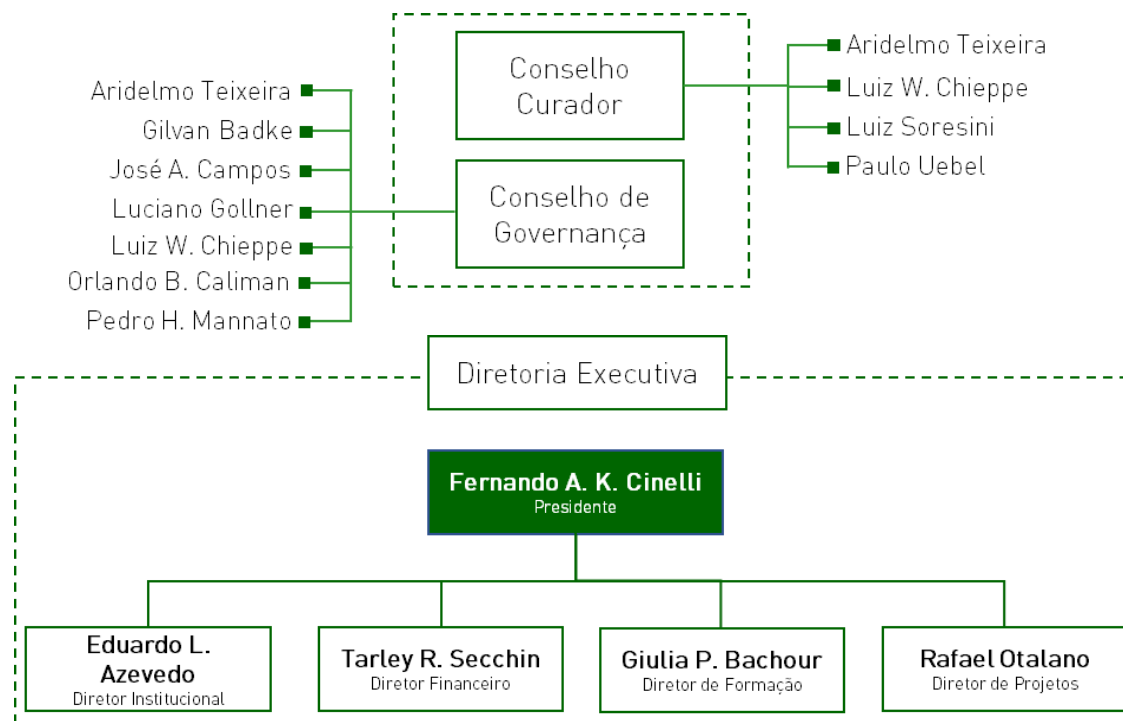 Conselho
Curador
Aridelmo Teixeira
Luiz W. Chieppe
Luiz Soresini
Paulo Uebel
Aridelmo Teixeira
Gilvan Badke
José A. Campos
Luciano Gollner
Luiz W. Chieppe
Orlando B. Caliman
Pedro H. Mannato
Conselho de
Governança
Diretoria Executiva
Fernando A. K. Cinelli
Presidente
Eduardo L.
Azevedo
Diretor Institucional
Tarley R. Secchin
Diretor Financeiro
Giulia P. Bachour
Diretor de Formação
Rafael Otalano
Diretor de Projetos